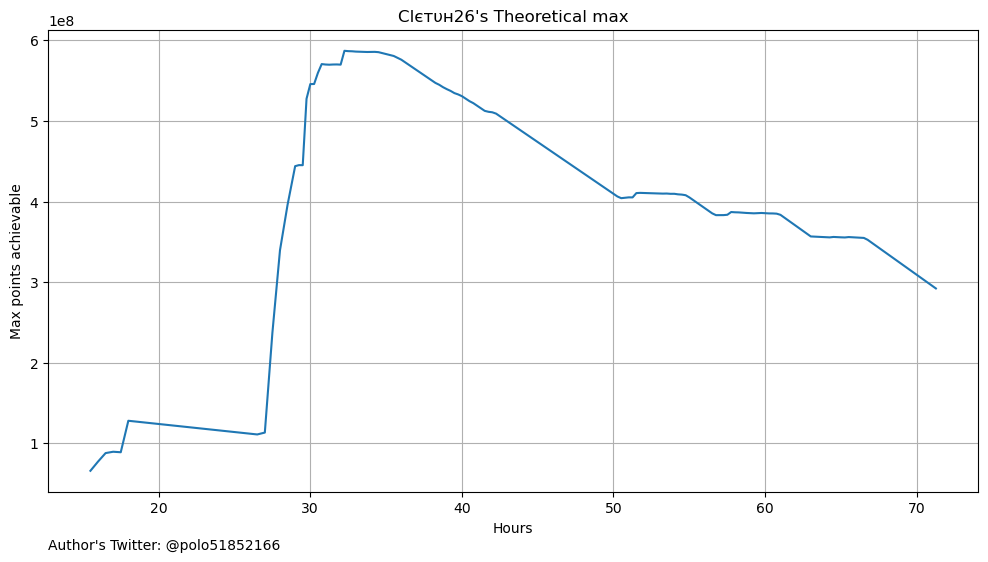 Clєтυн26's Theoretical max
1e8
6
5
4
3
2
1
Max points achievable
20 30 40 50 60 70
Hours
Author's Twitter: @polo51852166